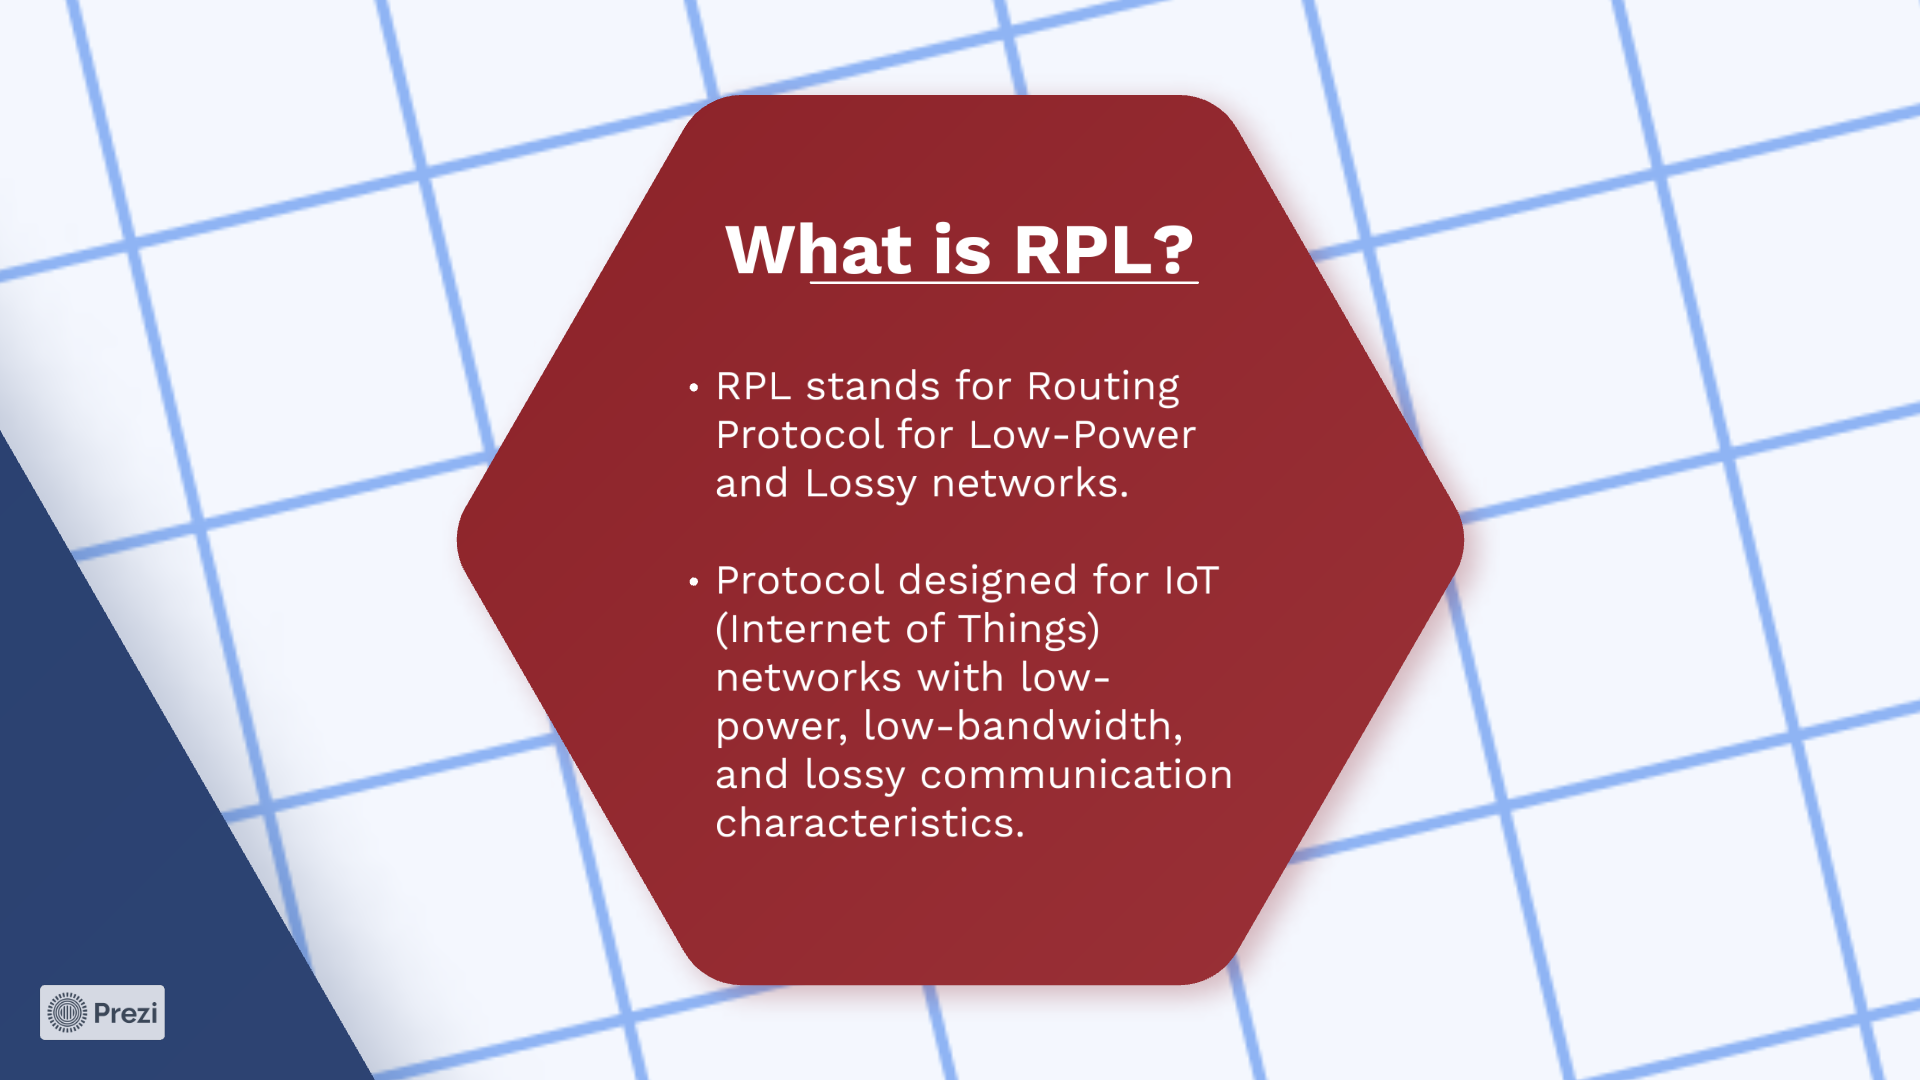 What is RPL?
• RPL stands for Routing
Protocol for Low-Power
and Lossy networks.
• Protocol designed for IoT
(Internet of Things)
networks with low-
power, low-bandwidth,
and lossy communication
characteristics.
Prezi